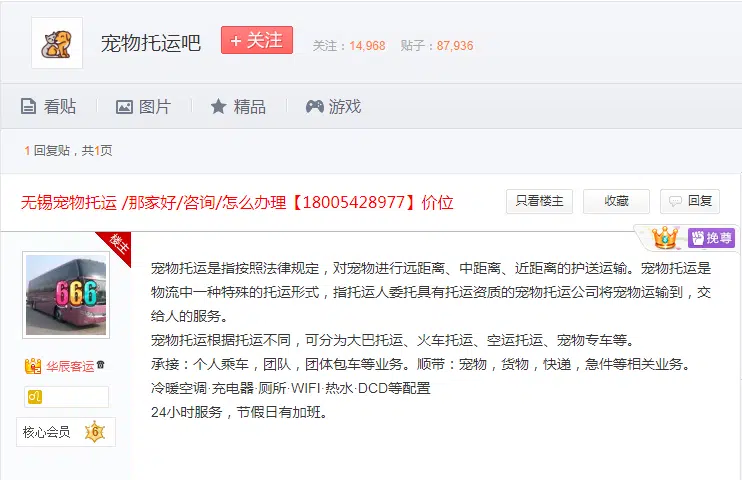 宠物托运吧
+ 关注
关注：14,968 贴子：87,936
看贴 图片 精品 游戏
1 回复贴，共1页
无锡宠物托运 /那家好/咨询/怎么办理【18005428977】价位
只看楼主 收藏 回复
挽尊
楼主
666
宠物托运是指按照法律规定，对宠物进行远距离、中距离、近距离的护送运输。宠物托运是
物流中一种特殊的托运形式，指托运人委托具有托运资质的宠物托运公司将宠物运输到，交
给人的服务。
宠物托运根据托运不同，可分为大巴托运、火车托运、空运托运、宠物专车等。
承接：个人乘车，团队，团体包车等业务。顺带：宠物，货物，快递，急件等相关业务。
冷暖空调·充电器·厕所·WIFI·热水·DCD等配置
24小时服务，节假日有加班。
华辰客运
核心会员 6